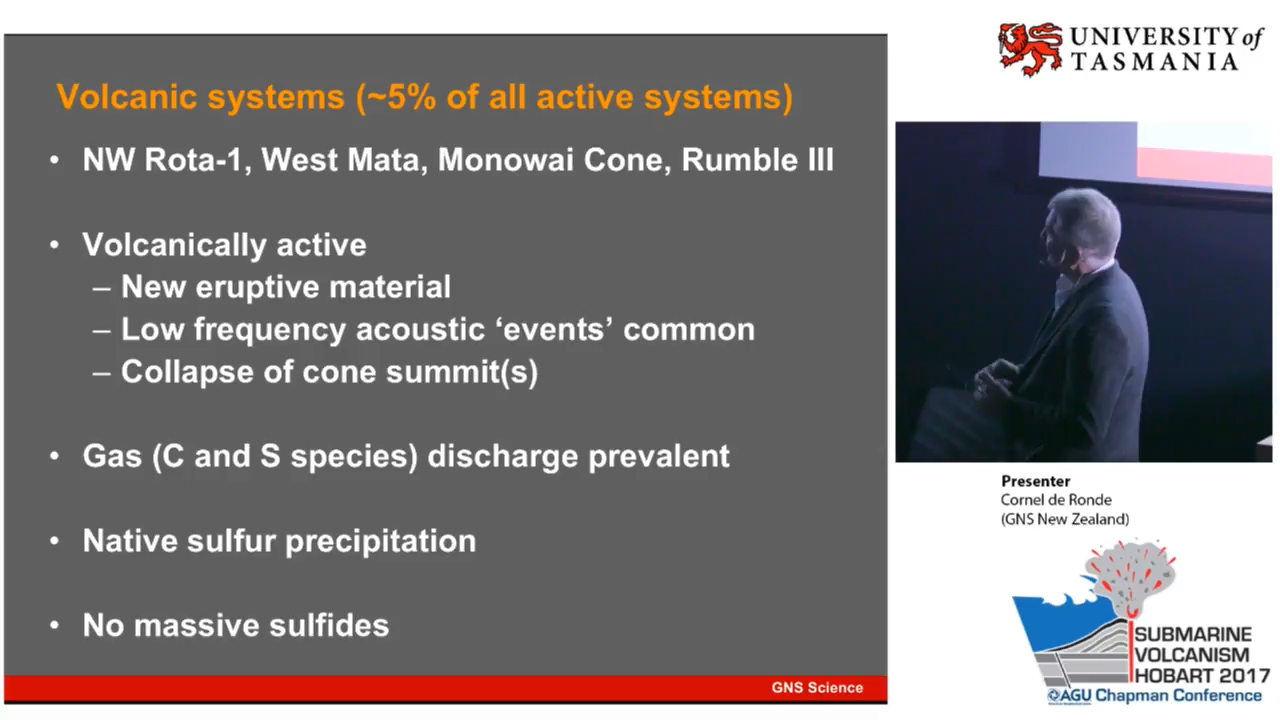 Volcanic systems (~5% of all active systems)
• NW Rota-1, West Mata, Monowai Cone, Rumble III
• Volcanically active
– New eruptive material
– Low frequency acoustic ‘events’ common
– Collapse of cone summit(s)
• Gas (C and S species) discharge prevalent
• Native sulfur precipitation
• No massive sulfides
GNS Science
UNIVERSITY of
TASMANIA
Presenter
Cornel de Ronde
(GNS New Zealand)
SUBMARINE
VOLCANISM
HOBART 2017
AGU Chapman Conference